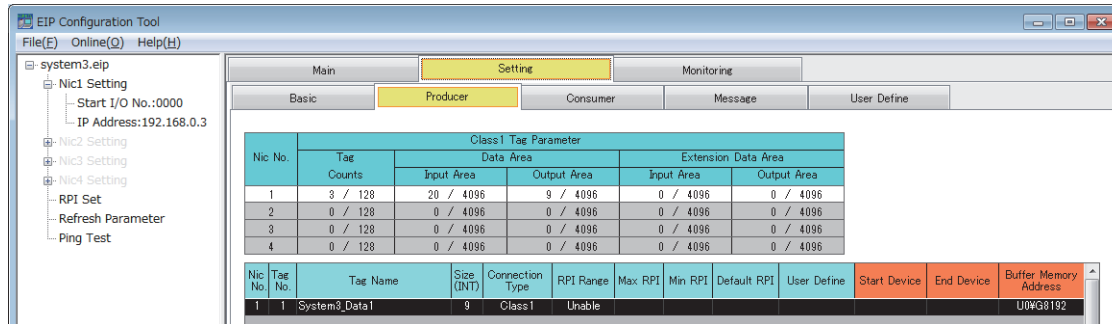 EIP Configuration Tool
File(F) Online(O) Help(H)
system3.eip
Nic1 Setting
Start I/O No.:0000
IP Address:192.168.0.3
Nic2 Setting
Nic3 Setting
Nic4 Setting
RPI Set
Refresh Parameter
Ping Test
Main Setting Monitoring
Basic Producer Consumer Message User Define
Class1 Tag Parameter
Nic No. Tag Counts Data Area Extension Data Area
Input Area Output Area Input Area Output Area
1 3 / 128 20 / 4096 9 / 4096 0 / 4096 0 / 4096
2 0 / 128 0 / 4096 0 / 4096 0 / 4096 0 / 4096
3 0 / 128 0 / 4096 0 / 4096 0 / 4096 0 / 4096
4 0 / 128 0 / 4096 0 / 4096 0 / 4096 0 / 4096
Nic No. Tag No. Tag Name Size (INT) Connection Type RPI Range Max RPI Min RPI Default RPI User Define Start Device End Device Buffer Memory Address
1 1 System3_Data1 9 Class1 Unable U0¥G8192